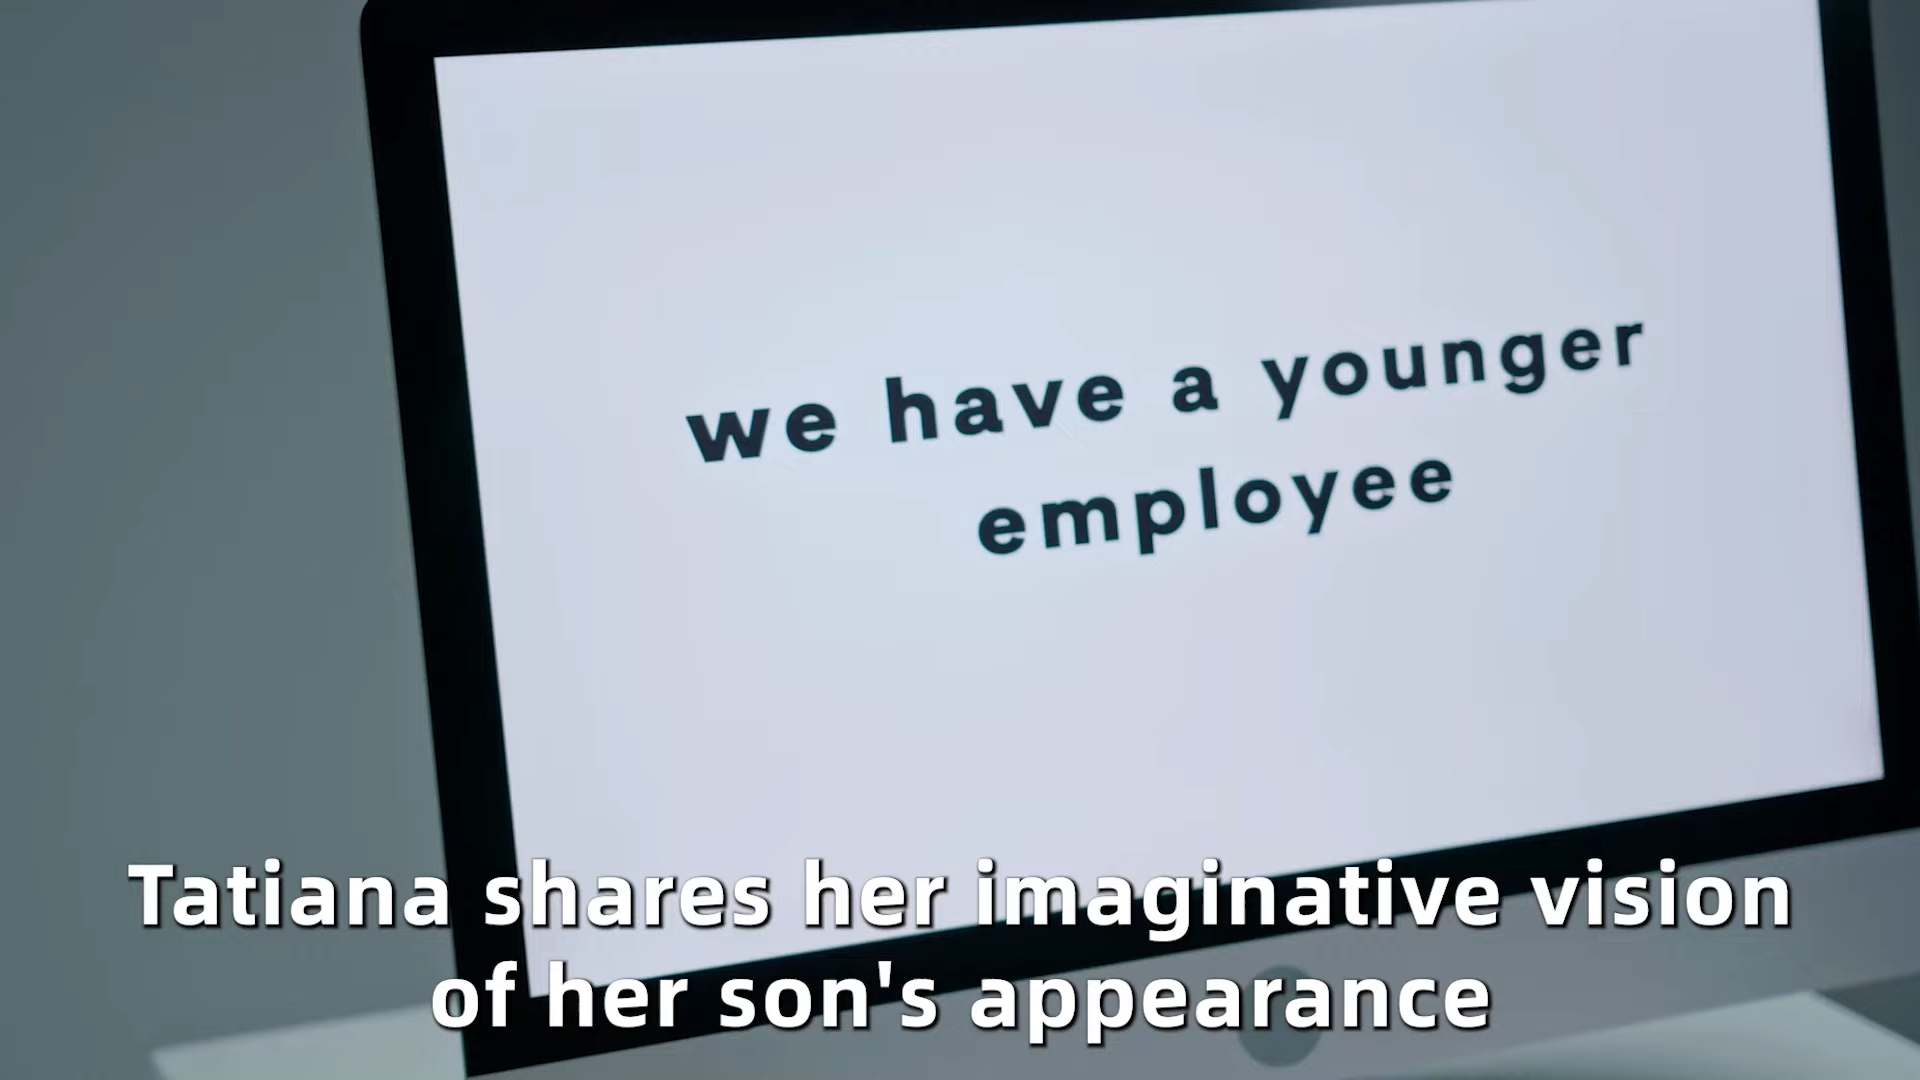 we have a younger
employee
Tatiana shares her imaginative vision
of her son's appearance